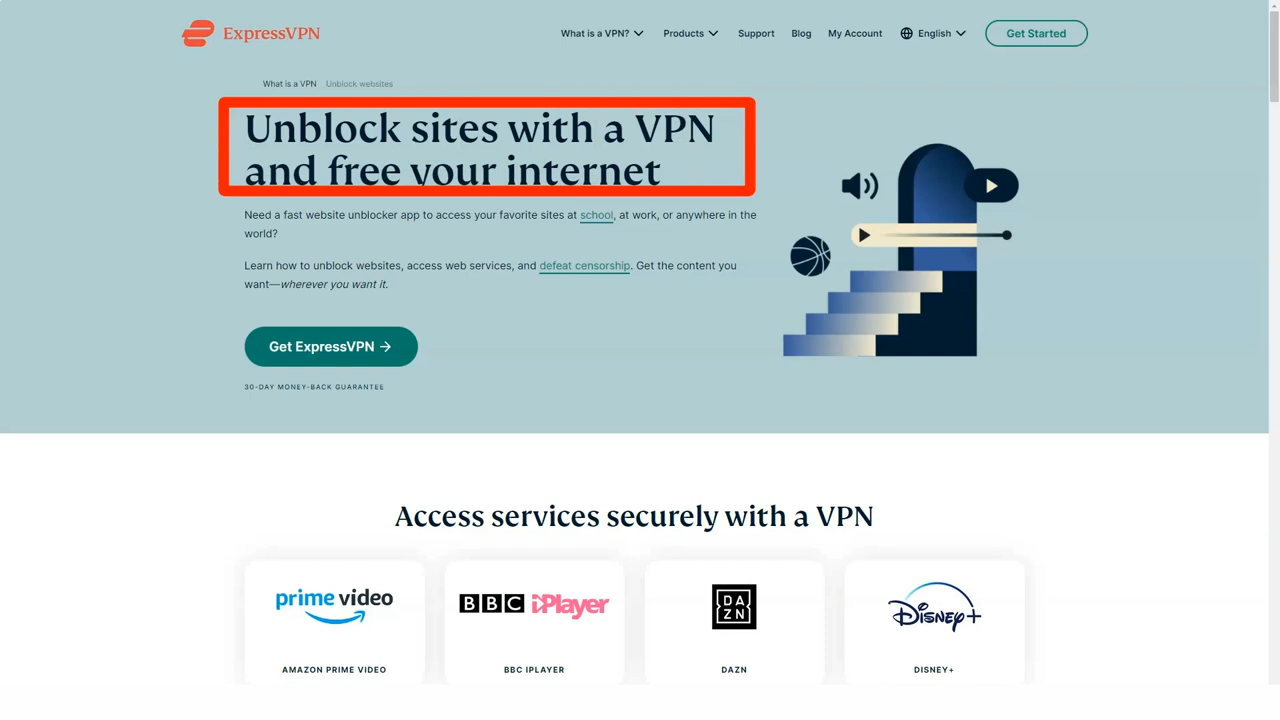 ExpressVPN
What is a VPN?
Products
Support
Blog
My Account
English
Get Started
What is a VPN
Unblock websites
Unblock sites with a VPN
and free your internet
Need a fast website unblocker app to access your favorite sites at school, at work, or anywhere in the
world?
Learn how to unblock websites, access web services, and defeat censorship. Get the content you
want—wherever you want it.
Get ExpressVPN →
30-DAY MONEY-BACK GUARANTEE
Access services securely with a VPN
prime video
BBC iPlayer
DAZN
Disney+
AMAZON PRIME VIDEO
BBC IPLAYER
DAZN
DISNEY+